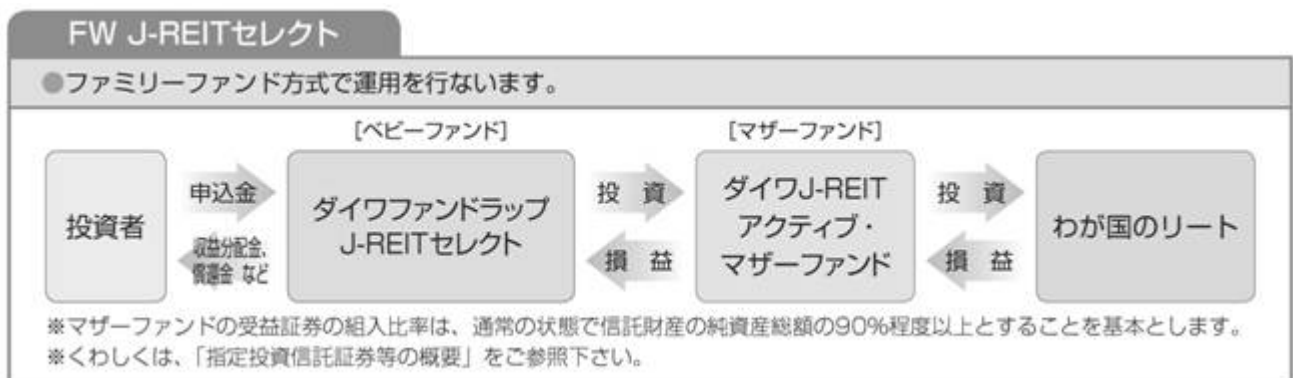 FW J-REITセレクト
●ファミリーファンド方式で運用を行ないます。
[ベビーファンド]
[マザーファンド]
投資者
申込金
収益分配金、
償還金 など
ダイワファンドラップ
J-REITセレクト
投 資
損 益
ダイワJ-REIT
アクティブ・
マザーファンド
投 資
損 益
わが国のリート
※マザーファンドの受益証券の組入比率は、通常の状態で信託財産の純資産総額の90%程度以上とすることを基本とします。
※くわしくは、「指定投資信託証券等の概要」をご参照下さい。